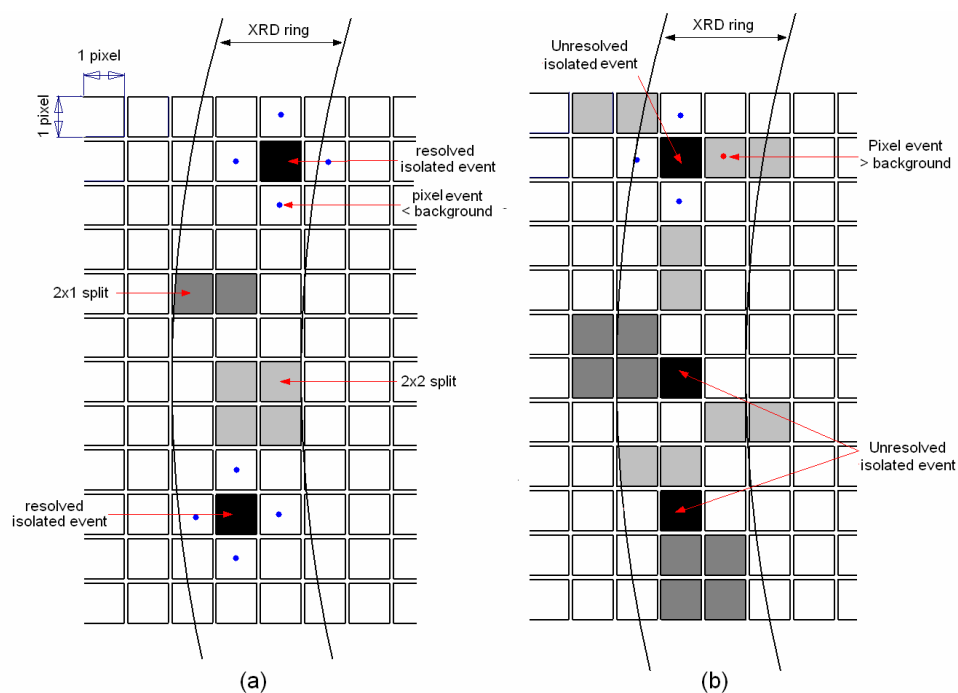 XRD ring
1 pixel
1 pixel
resolved
isolated event
pixel event
< background
2x1 split
2x2 split
resolved
isolated event
(a)
XRD ring
Unresolved
isolated event
Pixel event
> background
Unresolved
isolated event
(b)